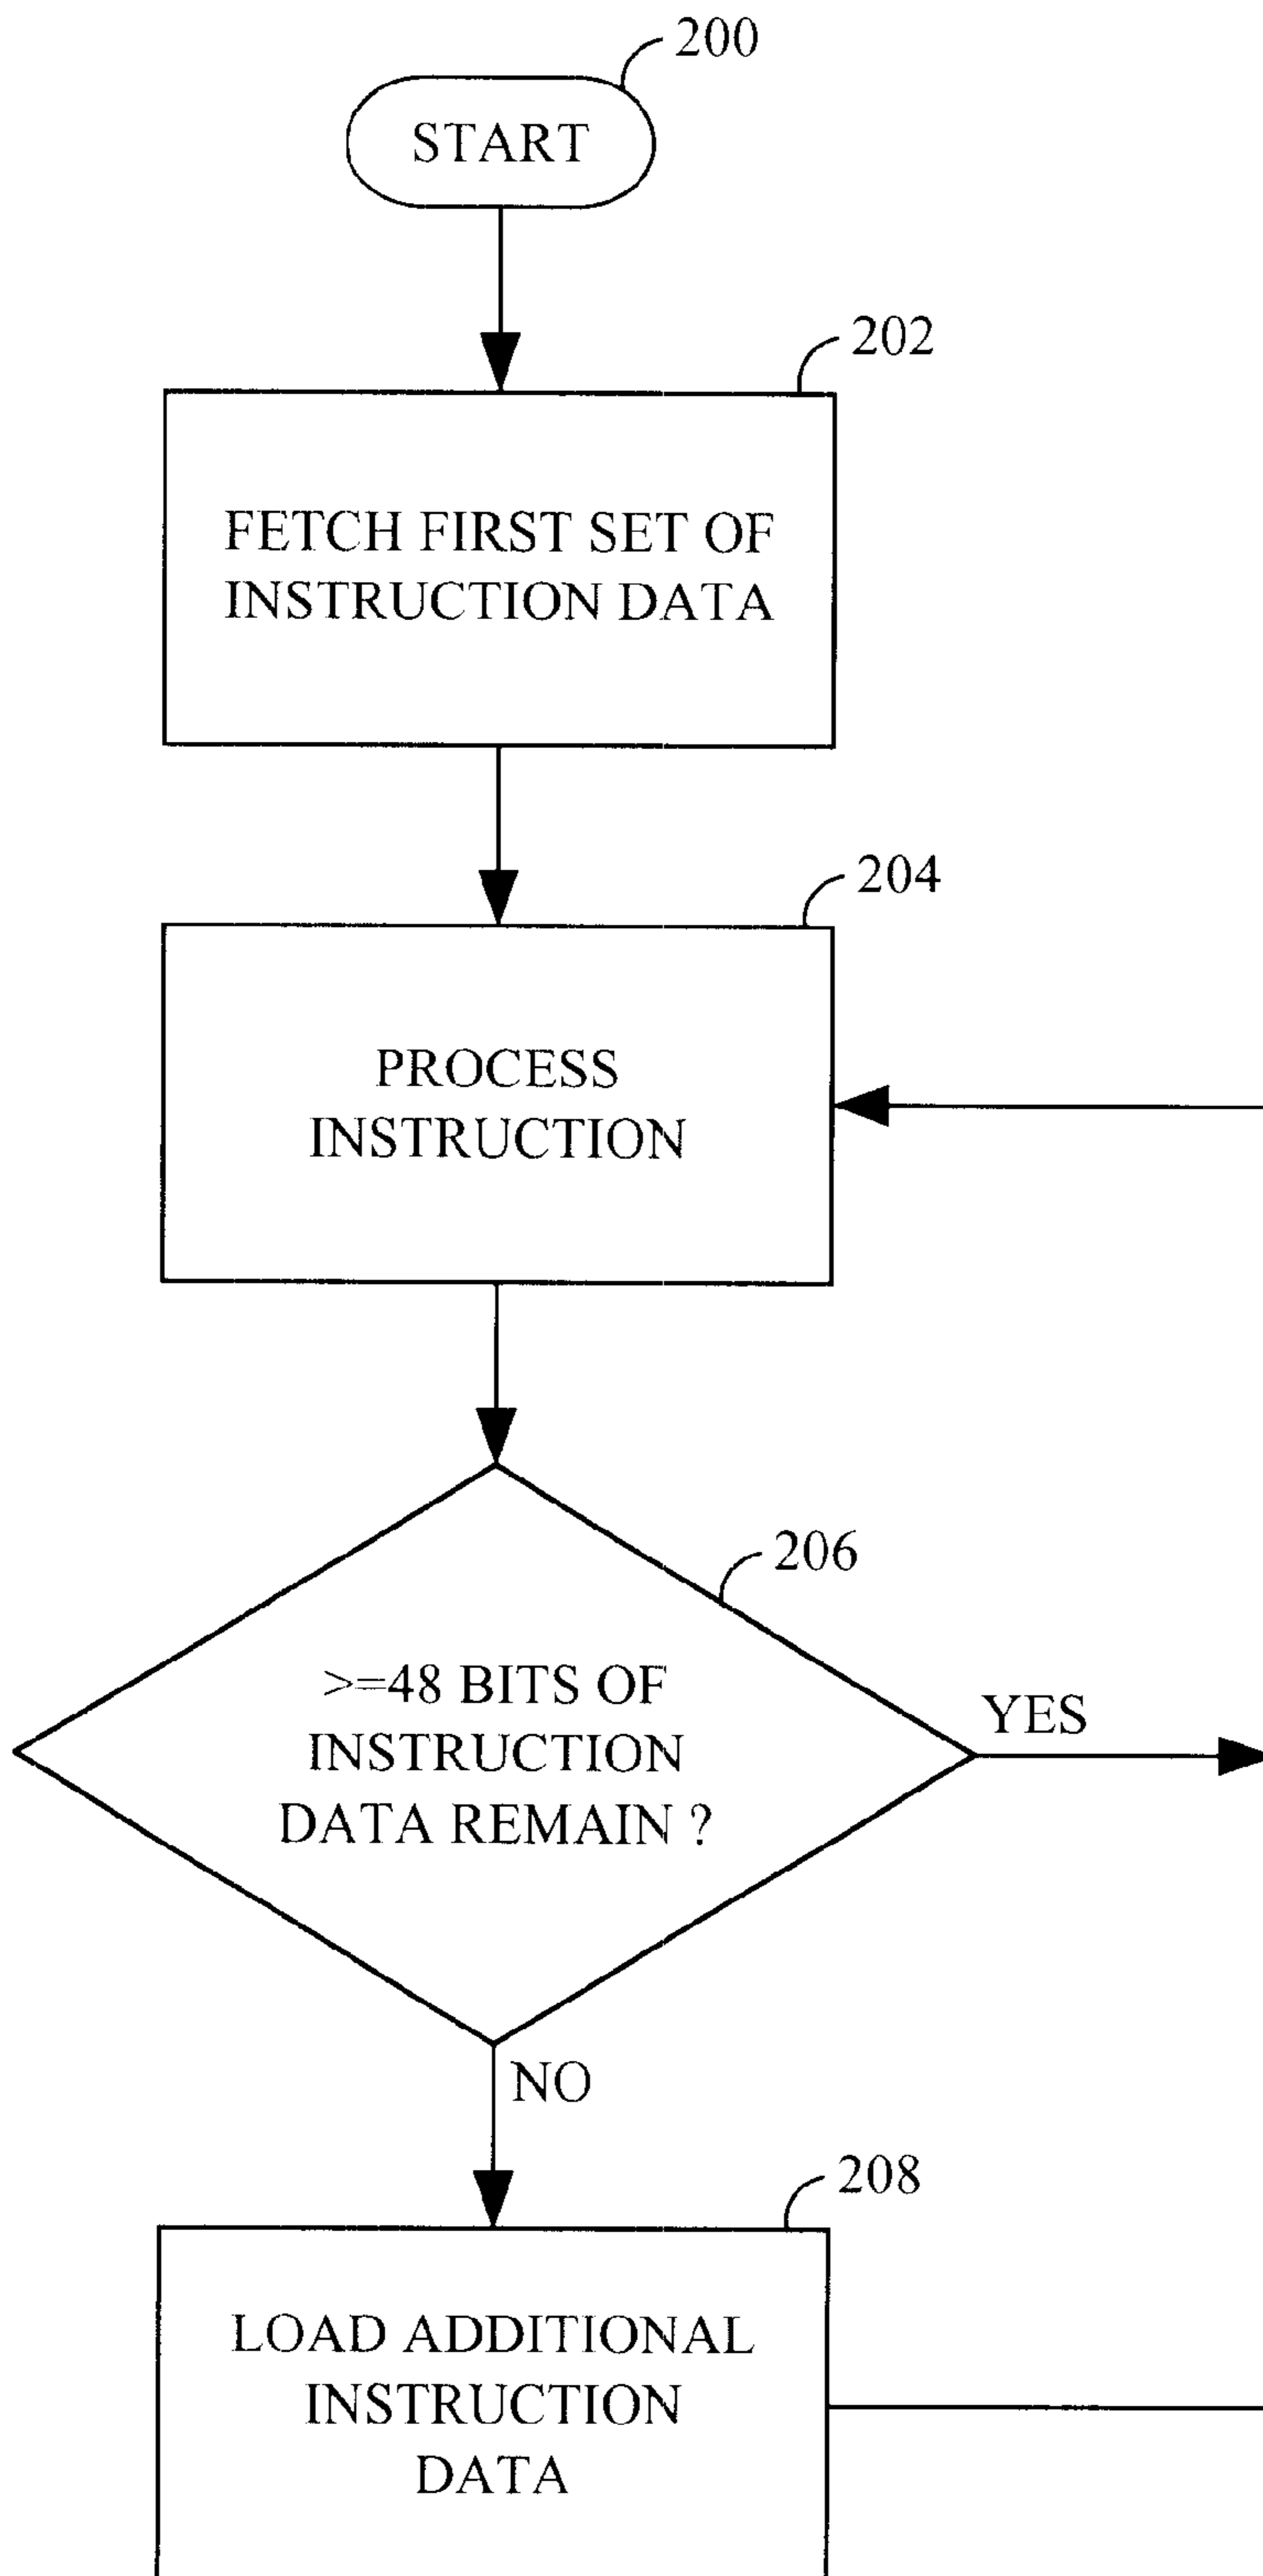 200
START
202
FETCH FIRST SET OF
INSTRUCTION DATA
204
PROCESS
INSTRUCTION
206
>=48 BITS OF
INSTRUCTION
DATA REMAIN ?
YES
NO
208
LOAD ADDITIONAL
INSTRUCTION
DATA